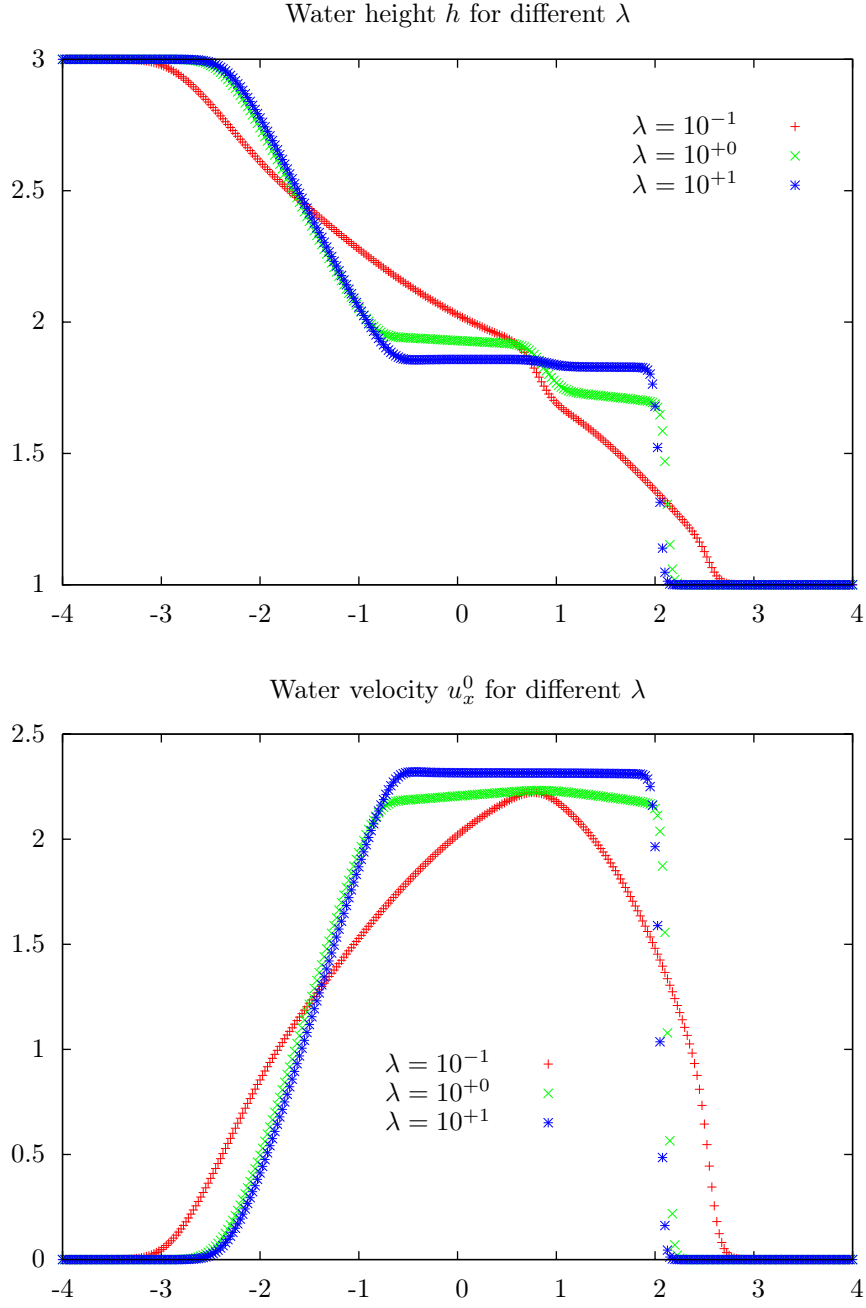 Water height h for different λ
3
2.5
2
1.5
1
λ = 10⁻¹
λ = 10⁺⁰
λ = 10⁺¹
-4 -3 -2 -1 0 1 2 3 4
Water velocity u⁰ₓ for different λ
2.5
2
1.5
1
0.5
0
λ = 10⁻¹
λ = 10⁺⁰
λ = 10⁺¹
-4 -3 -2 -1 0 1 2 3 4